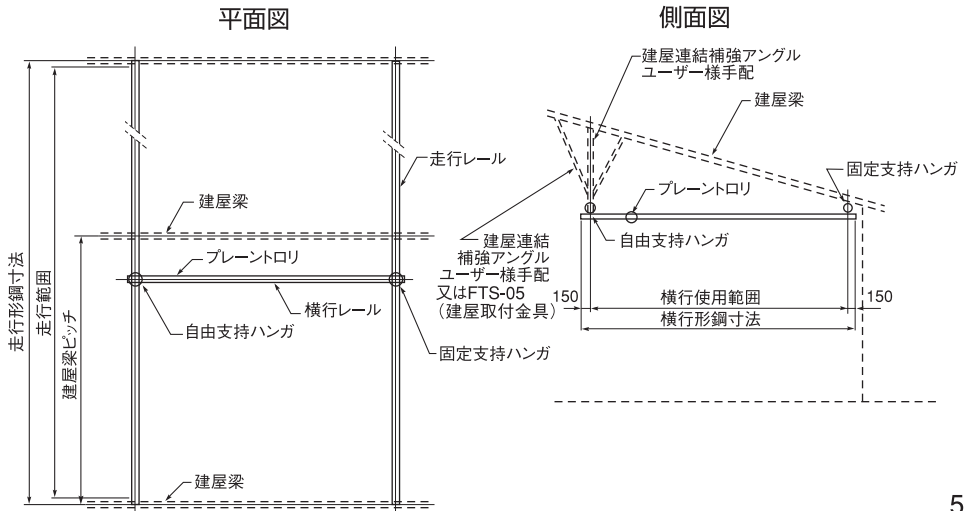 平面図
側面図
建屋連結補強アングル
ユーザー様手配
建屋梁
固定支持ハンガ
プレーントロリ
自由支持ハンガ
建屋連結
補強アングル
ユーザー様手配
又はFTS-05
（建屋取付金具）
150
横行使用範囲
150
横行形鋼寸法
走行レール
建屋梁
プレーントロリ
横行レール
自由支持ハンガ
固定支持ハンガ
建屋梁
走行形鋼寸法
走行範囲
建屋梁ピッチ
5